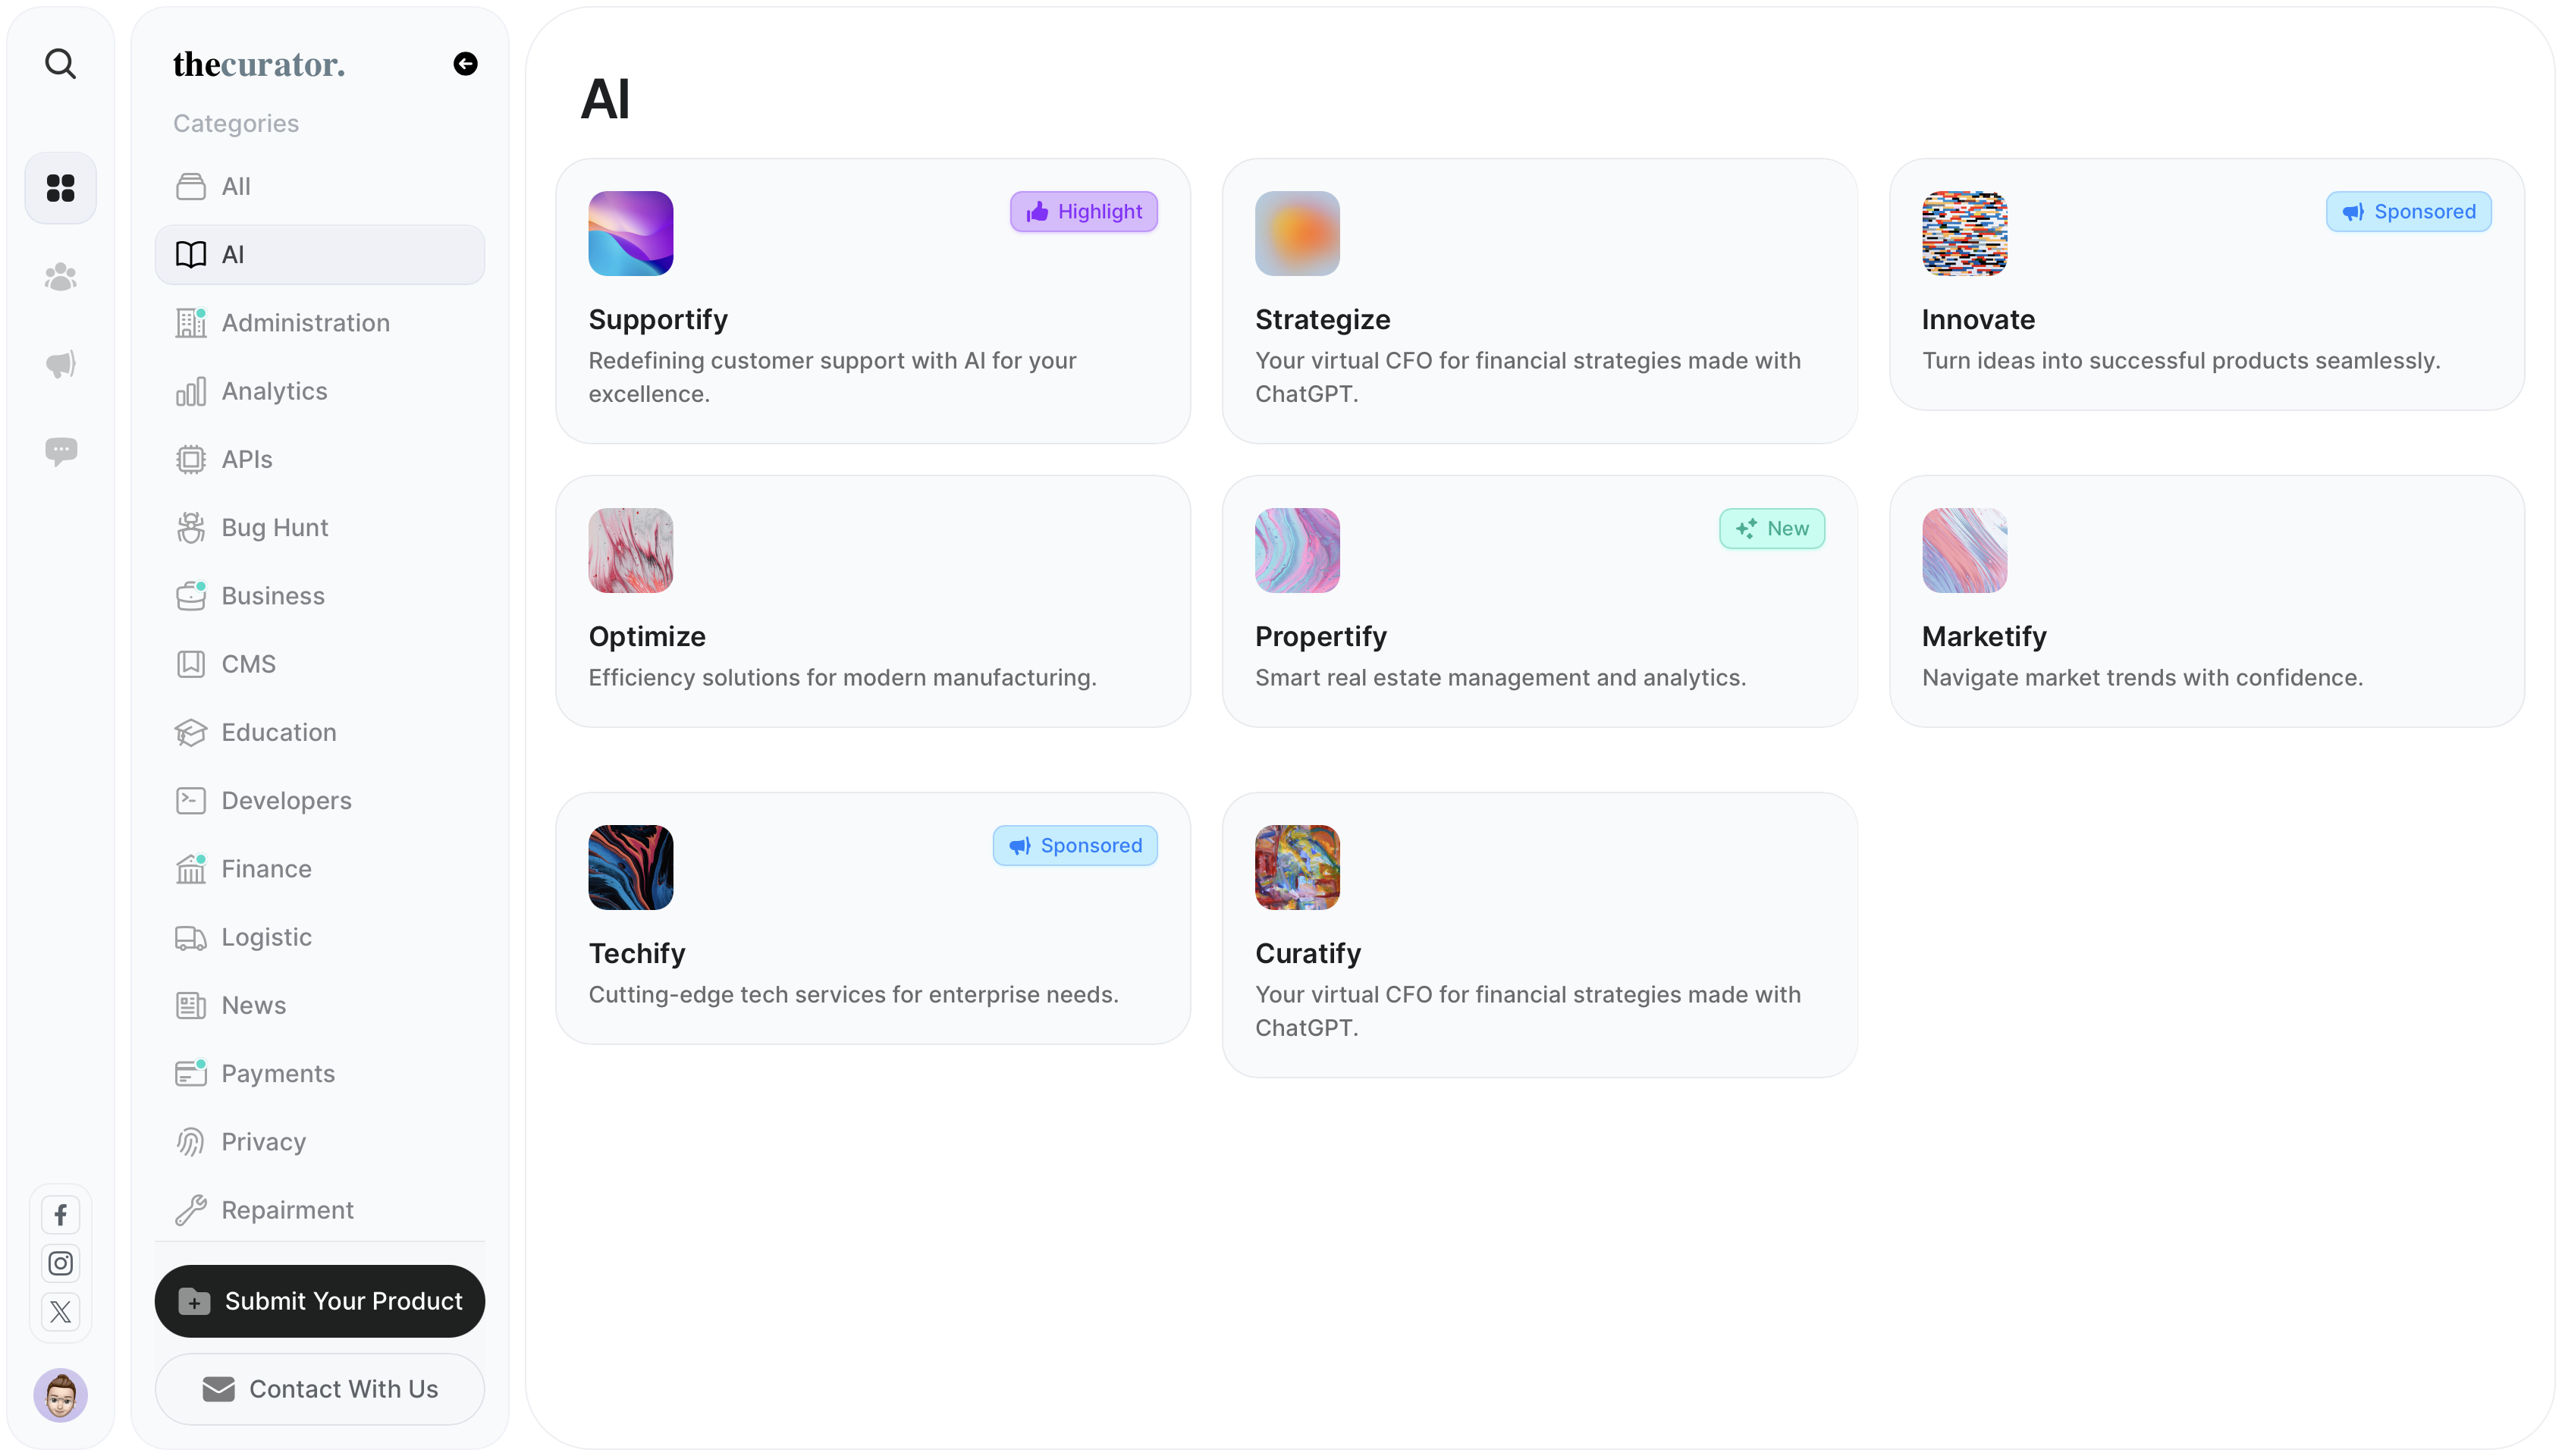 thecurator.
Categories
All
AI
Administration
Analytics
APIs
Bug Hunt
Business
CMS
Education
Developers
Finance
Logistic
News
Payments
Privacy
Repairment
Submit Your Product
Contact With Us
AI
Highlight
Supportify
Redefining customer support with AI for your
excellence.
Strategize
Your virtual CFO for financial strategies made with
ChatGPT.
Sponsored
Innovate
Turn ideas into successful products seamlessly.
Optimize
Efficiency solutions for modern manufacturing.
New
Propertify
Smart real estate management and analytics.
Marketify
Navigate market trends with confidence.
Sponsored
Techify
Cutting-edge tech services for enterprise needs.
Curatify
Your virtual CFO for financial strategies made with
ChatGPT.